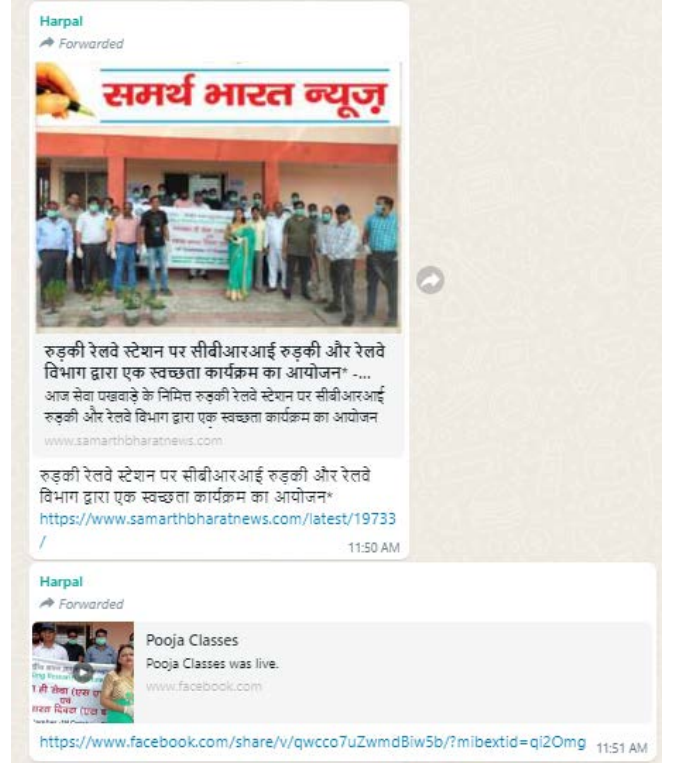 Harpal
Forwarded
समर्थ भारत न्यूज़
रुड़की रेलवे स्टेशन पर सीबीआरआई रुड़की और रेलवे
विभाग द्वारा एक स्वच्छता कार्यक्रम का आयोजन* -...
आज सेवा पखवाड़े के निमित्त रुड़की रेलवे स्टेशन पर सीबीआरआई
रुड़की और रेलवे विभाग द्वारा एक स्वच्छता कार्यक्रम का आयोजन
www.samarthbharatnews.com
रुड़की रेलवे स्टेशन पर सीबीआरआई रुड़की और रेलवे
विभाग द्वारा एक स्वच्छता कार्यक्रम का आयोजन*
https://www.samarthbharatnews.com/latest/19733
/
11:50 AM
Harpal
Forwarded
Pooja Classes
Pooja Classes was live.
www.facebook.com
ही सेवा
एवं
https://www.facebook.com/share/v/qwcco7uZwmdBiw5b/?mibextid=qi2Omg
11:51 AM